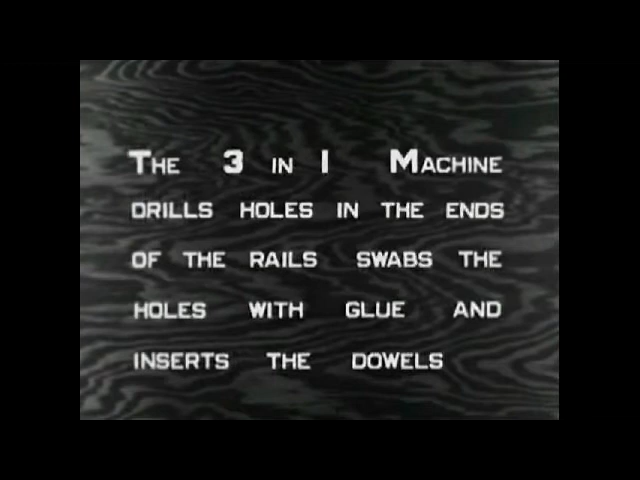 THE 3 IN 1 MACHINE
DRILLS HOLES IN THE ENDS
OF THE RAILS SWABS THE
HOLES WITH GLUE AND
INSERTS THE DOWELS